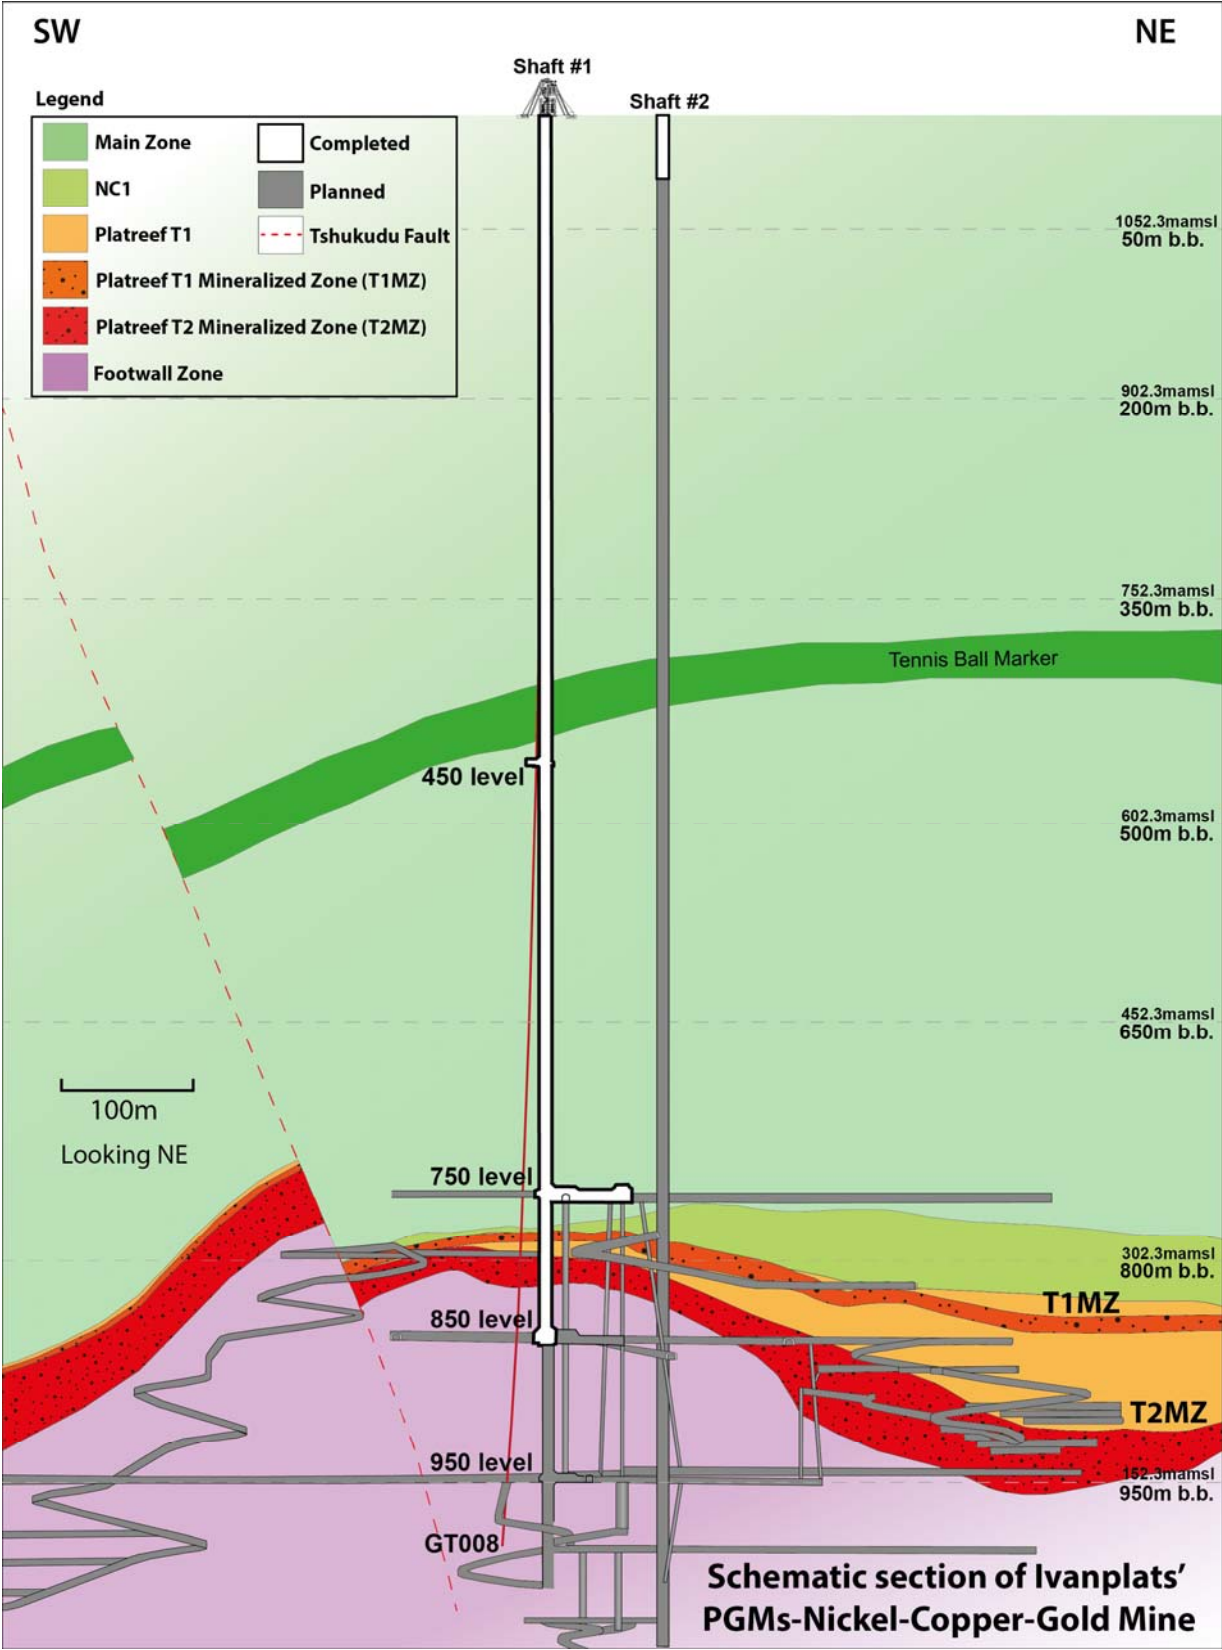 SW
NE
Shaft #1
Shaft #2
Legend
Main Zone
Completed
NC1
Planned
Platreef T1
Tshukudu Fault
Platreef T1 Mineralized Zone (T1MZ)
Platreef T2 Mineralized Zone (T2MZ)
Footwall Zone
1052.3mamsl
50m b.b.
902.3mamsl
200m b.b.
752.3mamsl
350m b.b.
Tennis Ball Marker
450 level
602.3mamsl
500m b.b.
452.3mamsl
650m b.b.
100m
Looking NE
750 level
302.3mamsl
800m b.b.
T1MZ
850 level
T2MZ
950 level
152.3mamsl
950m b.b.
GT008
Schematic section of Ivanplats'
PGMs-Nickel-Copper-Gold Mine